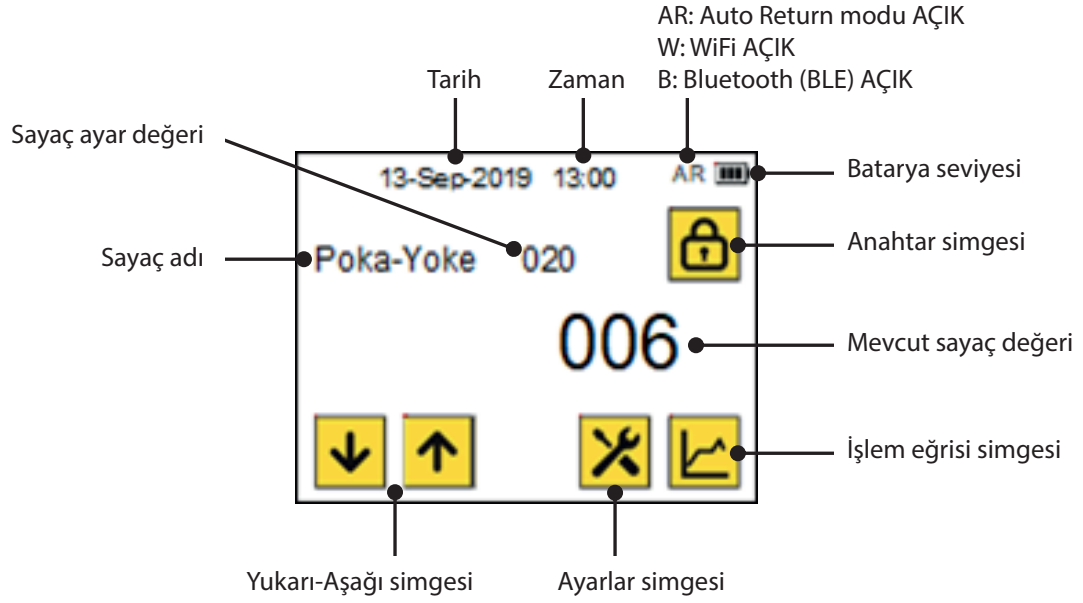 AR: Auto Return modu AÇIK
W: WiFi AÇIK
B: Bluetooth (BLE) AÇIK
Tarih
Zaman
Sayaç ayar değeri
13-Sep-2019 13:00 AR
Batarya seviyesi
Anahtar simgesi
Sayaç adı
Poka-Yoke 020
006
Mevcut sayaç değeri
İşlem eğrisi simgesi
Yukarı-Aşağı simgesi
Ayarlar simgesi